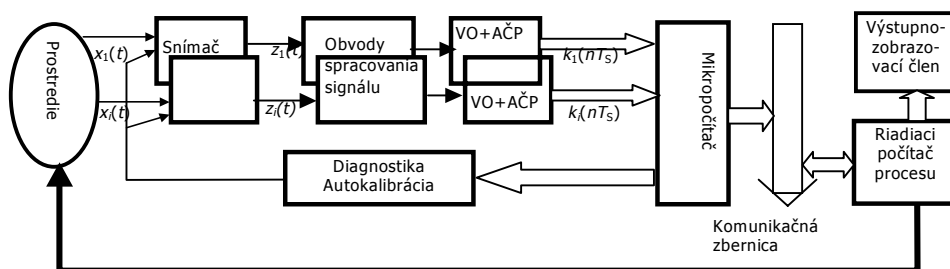 Prostredie
x₁(t)
xᵢ(t)
Snímač
z₁(t)
zᵢ(t)
Obvody
spracovania
signálu
VO+AČP
VO+AČP
k₁(nTS)
kᵢ(nTS)
Mikropočítač
Diagnostika
Autokalibrácia
Komunikačná
zbernica
Výstupno-
zobrazo-
vací člen
Riadiaci
počítač
procesu